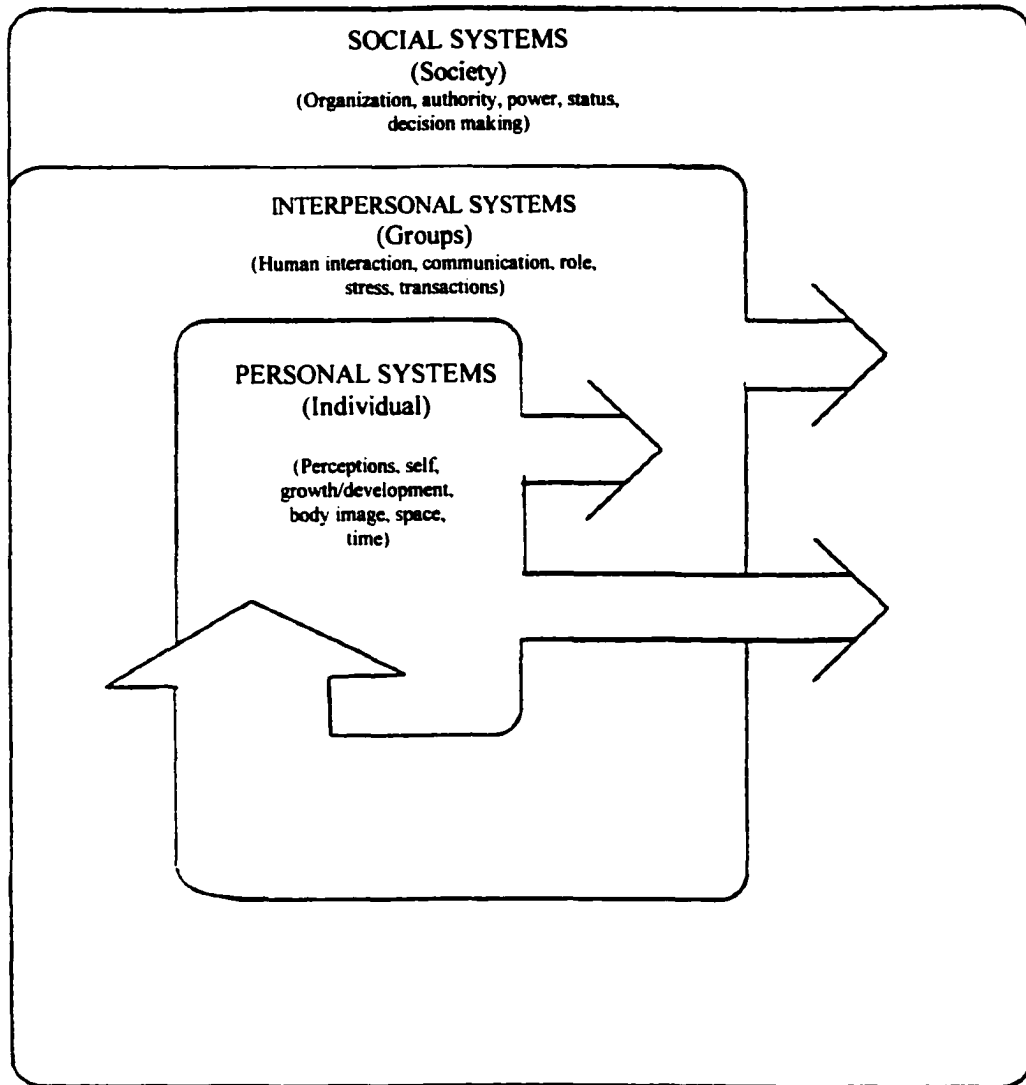 SOCIAL SYSTEMS
(Society)
(Organization, authority, power, status,
decision making)
INTERPERSONAL SYSTEMS
(Groups)
(Human interaction, communication, role,
stress, transactions)
PERSONAL SYSTEMS
(Individual)
(Perceptions, self,
growth/development,
body image, space,
time)